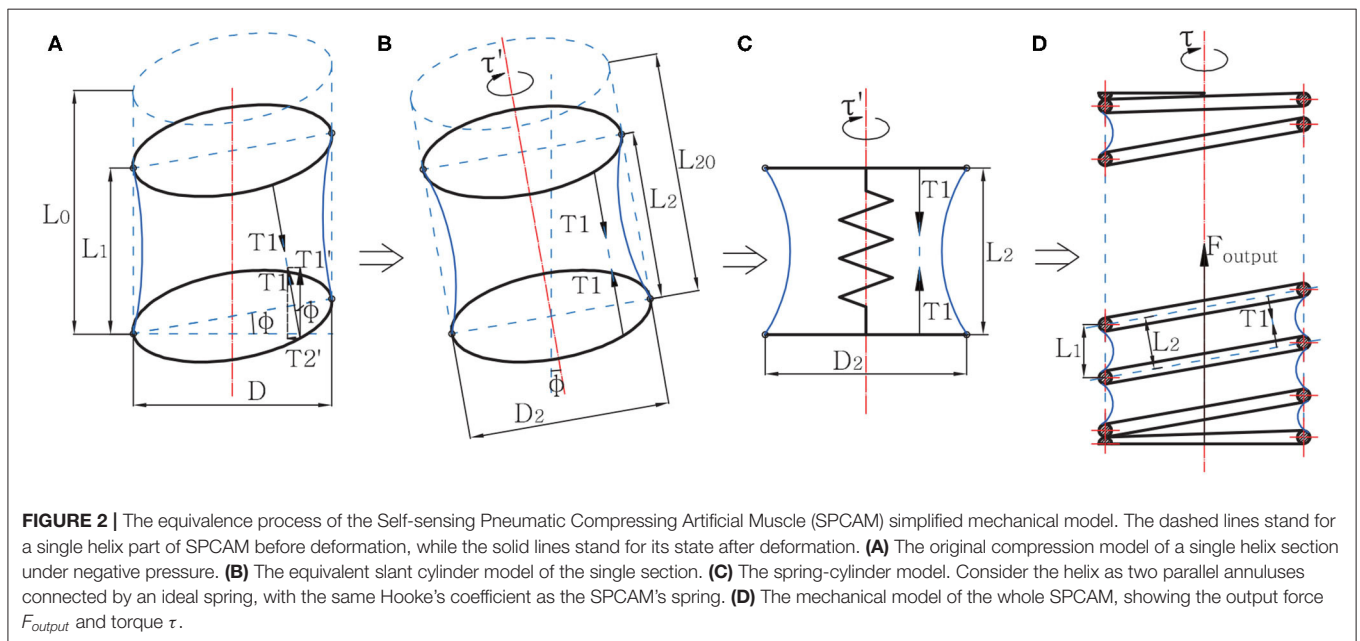 A
B
C
D
τ'
τ'
τ
L0
L1
T1
T1'
T1
ϕ
ϕ
T2'
D
L20
L2
T1
T1
ϕ
D2
T1
L2
T1
D2
Foutput
L1
L2
T1
FIGURE 2 | The equivalence process of the Self-sensing Pneumatic Compressing Artificial Muscle (SPCAM) simplified mechanical model. The dashed lines stand for
a single helix part of SPCAM before deformation, while the solid lines stand for its state after deformation. (A) The original compression model of a single helix section
under negative pressure. (B) The equivalent slant cylinder model of the single section. (C) The spring-cylinder model. Consider the helix as two parallel annuluses
connected by an ideal spring, with the same Hooke's coefficient as the SPCAM's spring. (D) The mechanical model of the whole SPCAM, showing the output force
Foutput and torque τ.